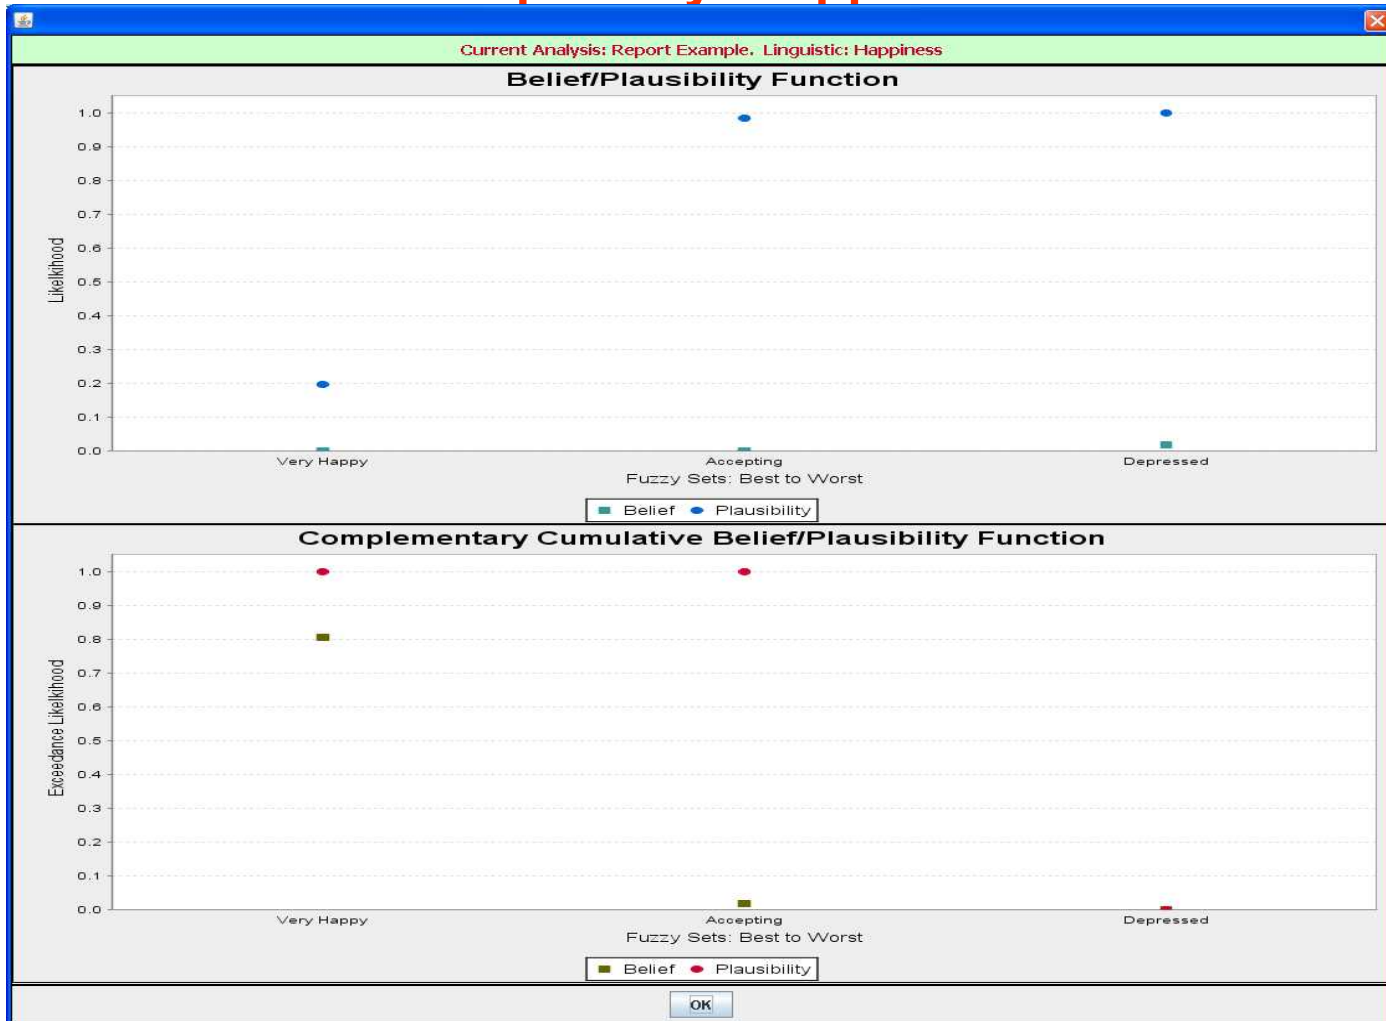 Current Analysis: Report Example. Linguistic: Happiness
Belief/Plausibility Function
1.0
0.9
0.8
0.7
0.6
0.5
0.4
0.3
0.2
0.1
0.0
Likelkihood
Very Happy Accepting Depressed
Fuzzy Sets: Best to Worst
Belief Plausibility
Complementary Cumulative Belief/Plausibility Function
1.0
0.9
0.8
0.7
0.6
0.5
0.4
0.3
0.2
0.1
0.0
Exceedance Likelkihood
Very Happy Accepting Depressed
Fuzzy Sets: Best to Worst
Belief Plausibility
OK